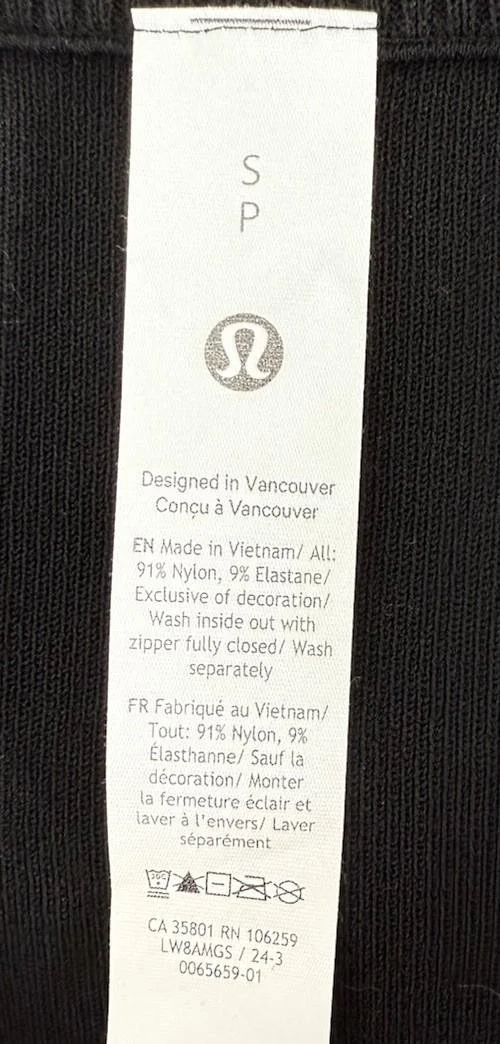 S
P
Designed in Vancouver
Conçu à Vancouver
EN Made in Vietnam/ All:
91% Nylon, 9% Elastane/
Exclusive of decoration/
Wash inside out with
zipper fully closed/ Wash
separately
FR Fabriqué au Vietnam/
Tout: 91% Nylon, 9%
Élasthanne/ Sauf la
décoration/ Monter
la fermeture éclair et
laver à l'envers/ Laver
séparément
30C
CA 35801 RN 106259
LW8AMGS / 24-3
0065659-01